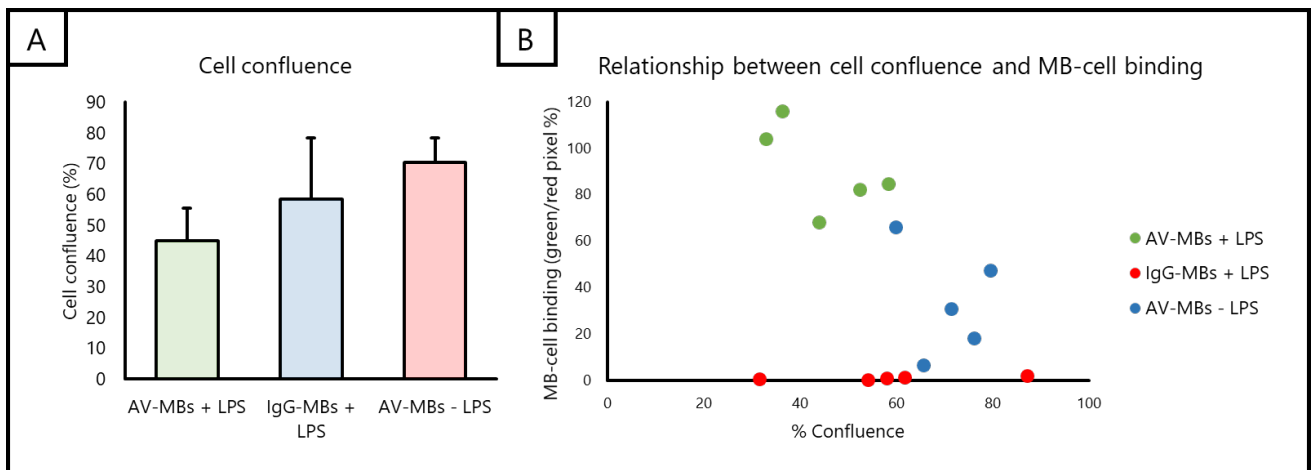 A
Cell confluence
Cell confluence (%)
90
80
70
60
50
40
30
20
10
0
AV-MBs + LPS
IgG-MBs +
LPS
AV-MBs - LPS
B
Relationship between cell confluence and MB-cell binding
MB-cell binding (green/red pixel %)
120
100
80
60
40
20
0
0 20 40 60 80 100
% Confluence
AV-MBs + LPS
IgG-MBs + LPS
AV-MBs - LPS